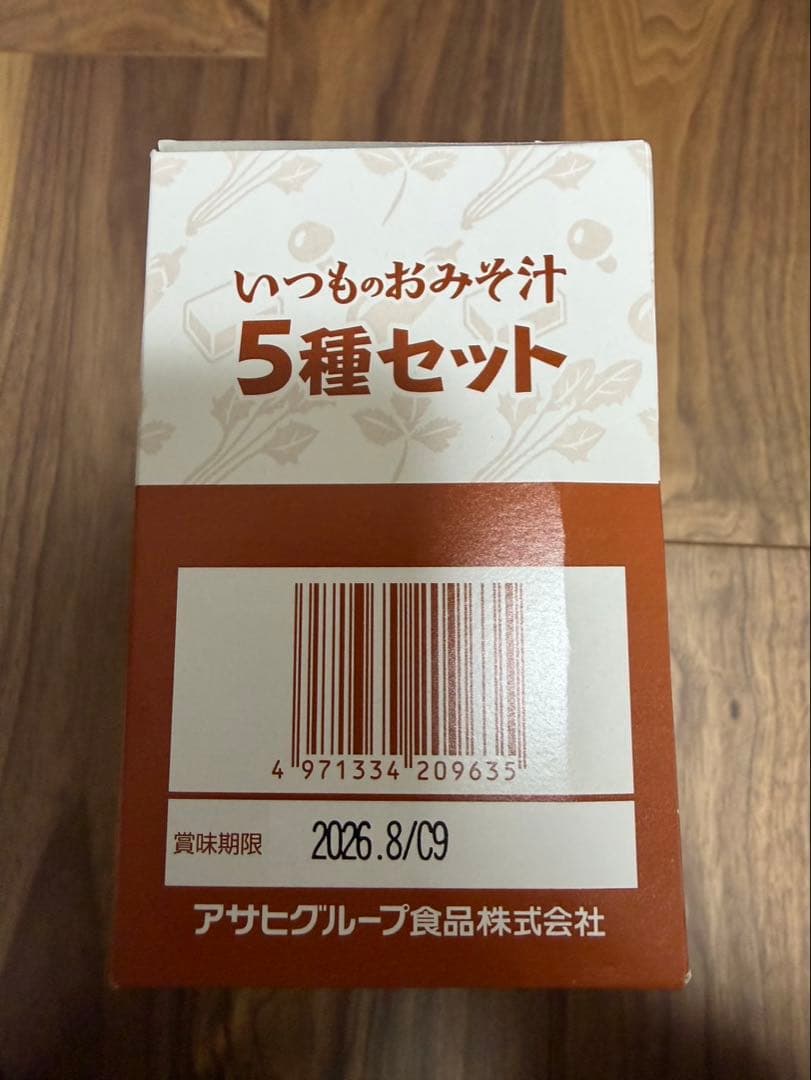 いつものおみそ汁
5種セット
4 971334 209635
賞味期限 2026.8/C9
アサヒグループ食品株式会社